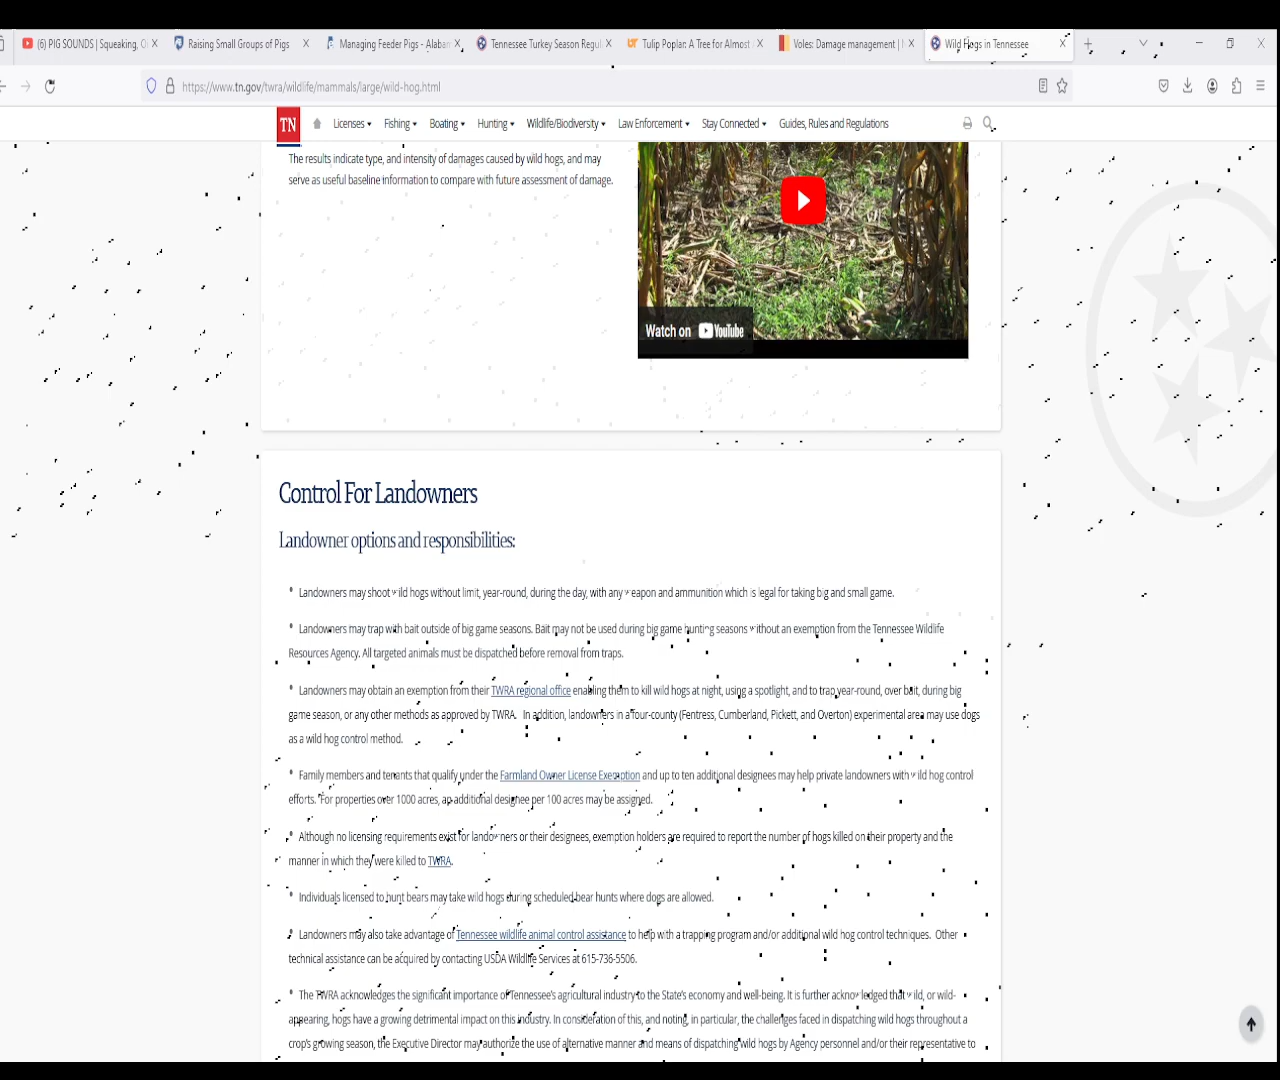 (6) PIG SOUNDS | Squeaking, O
Raising Small Groups of Pigs
Managing Feeder Pigs - Alabam
Tennessee Turkey Season Regul
Tulip Poplar: A Tree for Almost
Voles: Damage management |
Wild Hogs in Tennessee
https://www.tn.gov/twra/wildlife/mammals/large/wild-hog.html
TN
Licenses
Fishing
Boating
Hunting
Wildlife/Biodiversity
Law Enforcement
Stay Connected
Guides, Rules and Regulations
The results indicate type, and intensity of damages caused by wild hogs, and may
serve as useful baseline information to compare with future assessment of damage.
Watch on YouTube
Control For Landowners
Landowner options and responsibilities:
Landowners may shoot wild hogs without limit, year-round, during the day, with any weapon and ammunition which is legal for taking big and small game.
Landowners may trap with bait outside of big game seasons. Bait may not be used during big game hunting seasons without an exemption from the Tennessee Wildlife
Resources Agency. All targeted animals must be dispatched before removal from traps.
Landowners may obtain an exemption from their TWRA regional office enabling them to kill wild hogs at night, using a spotlight, and to trap year-round, over bait, during big
game season, or any other methods as approved by TWRA. In addition, landowners in a four-county (Fentress, Cumberland, Pickett, and Overton) experimental area may use dogs
as a wild hog control method.
Family members and tenants that qualify under the Farmland Owner License Exemption and up to ten additional designees may help private landowners with wild hog control
efforts. For properties over 1000 acres, an additional designee per 100 acres may be assigned.
Although no licensing requirements exist for landowners or their designees, exemption holders are required to report the number of hogs killed on their property and the
manner in which they were killed to TWRA.
Individuals licensed to hunt bears may take wild hogs during scheduled bear hunts where dogs are allowed.
Landowners may also take advantage of Tennessee wildlife animal control assistance to help with a trapping program and/or additional wild hog control techniques. Other
technical assistance can be acquired by contacting USDA Wildlife Services at 615-736-5506.
The TWRA acknowledges the significant importance of Tennessee's agricultural industry to the State's economy and well-being. It is further acknowledged that wild, or wild-
appearing, hogs have a growing detrimental impact on this industry. In consideration of this, and noting, in particular, the challenges faced in dispatching wild hogs throughout a
crop's growing season, the Executive Director may authorize the use of alternative manner and means of dispatching wild hogs by Agency personnel and/or their representative to